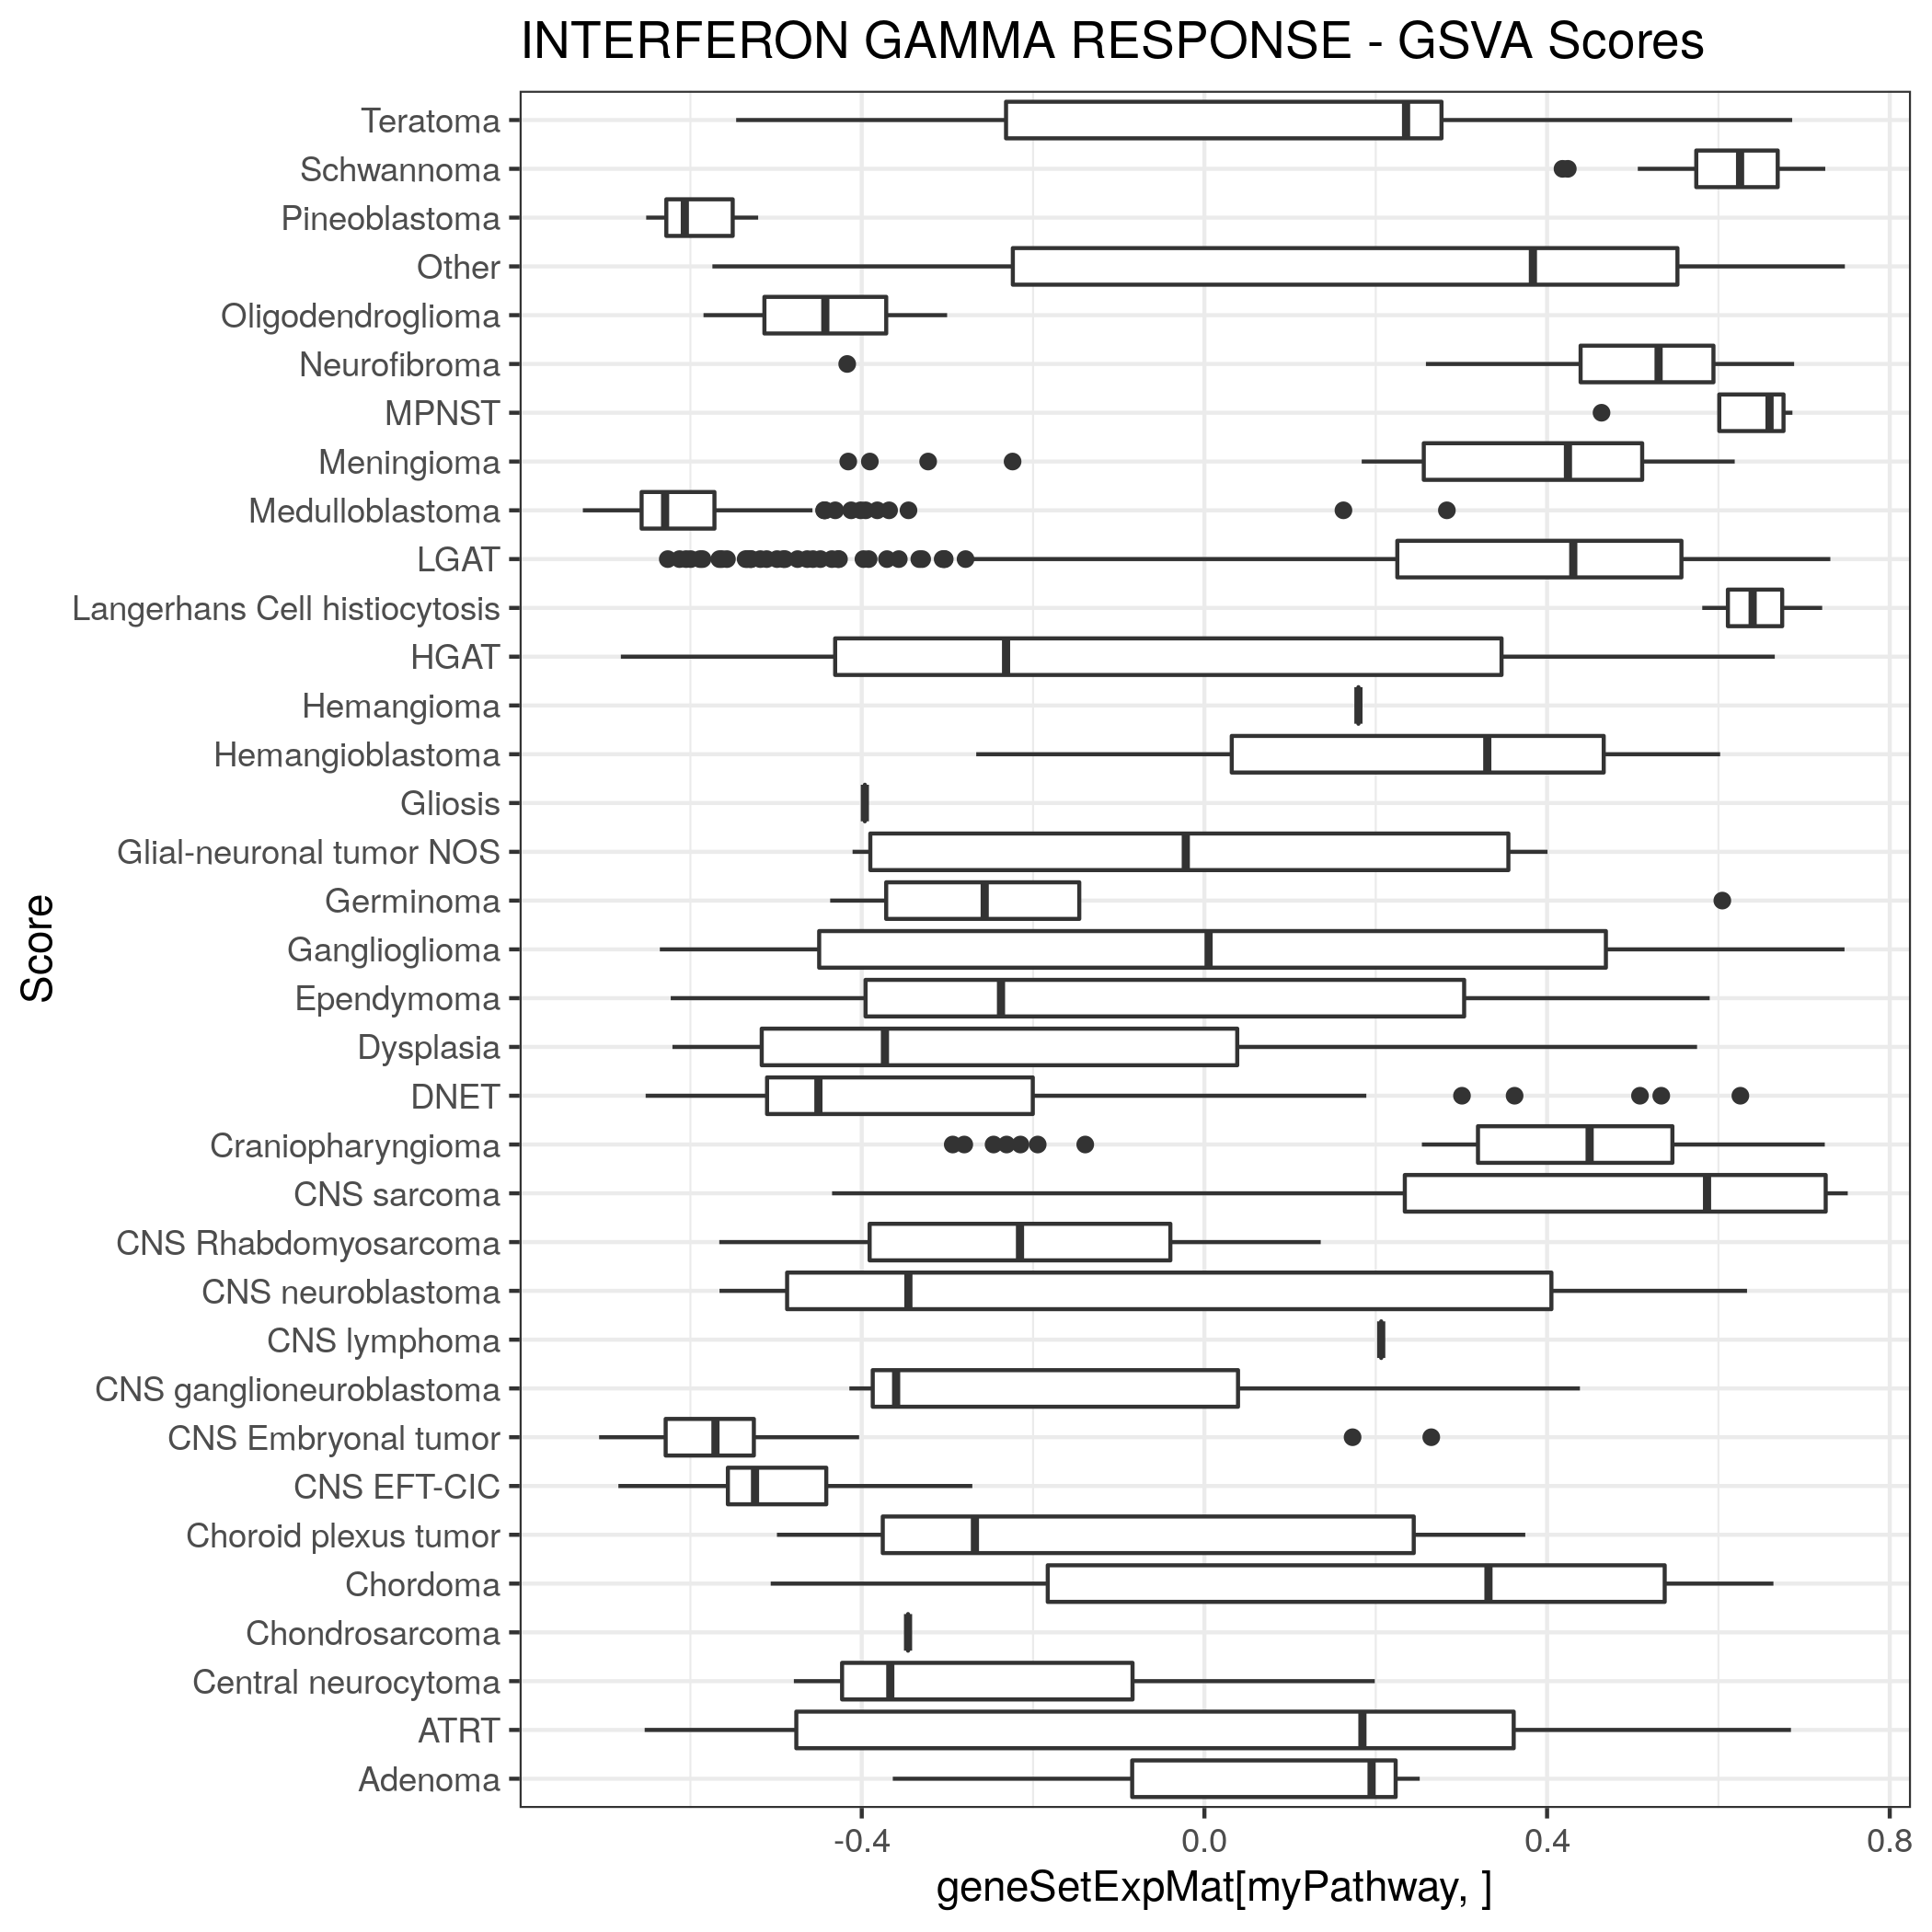 INTERFERON GAMMA RESPONSE - GSVA Scores
Teratoma
Schwannoma
Pineoblastoma
Other
Oligodendroglioma
Neurofibroma
MPNST
Meningioma
Medulloblastoma
LGAT
Langerhans Cell histiocytosis
HGAT
Hemangioma
Hemangioblastoma
Gliosis
Glial-neuronal tumor NOS
Germinoma
Ganglioglioma
Ependymoma
Dysplasia
DNET
Craniopharyngioma
CNS sarcoma
CNS Rhabdomyosarcoma
CNS neuroblastoma
CNS lymphoma
CNS ganglioneuroblastoma
CNS Embryonal tumor
CNS EFT-CIC
Choroid plexus tumor
Chordoma
Chondrosarcoma
Central neurocytoma
ATRT
Adenoma
Score
-0.4 0.0 0.4 0.8
geneSetExpMat[myPathway, ]